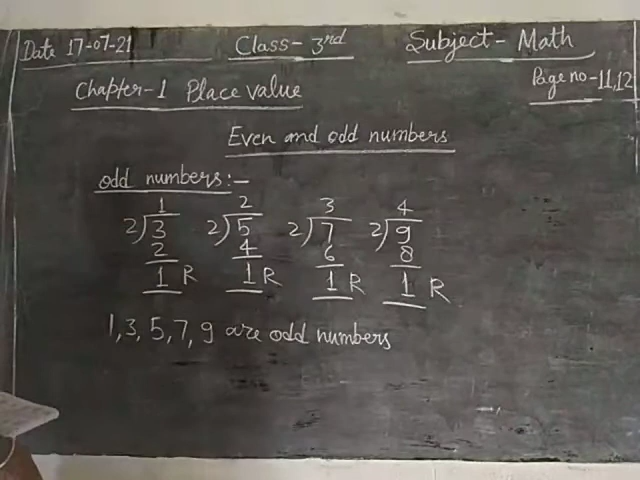 Date 17-07-21 Class- 3rd Subject- Math
Page no-11,12
Chapter-1 Place value
Even and odd numbers
odd numbers:-
1 2 3 4
2)3 2)5 2)7 2)9
2 4 6 8
1 R 1 R 1 R 1 R
1, 3, 5, 7, 9 are odd numbers